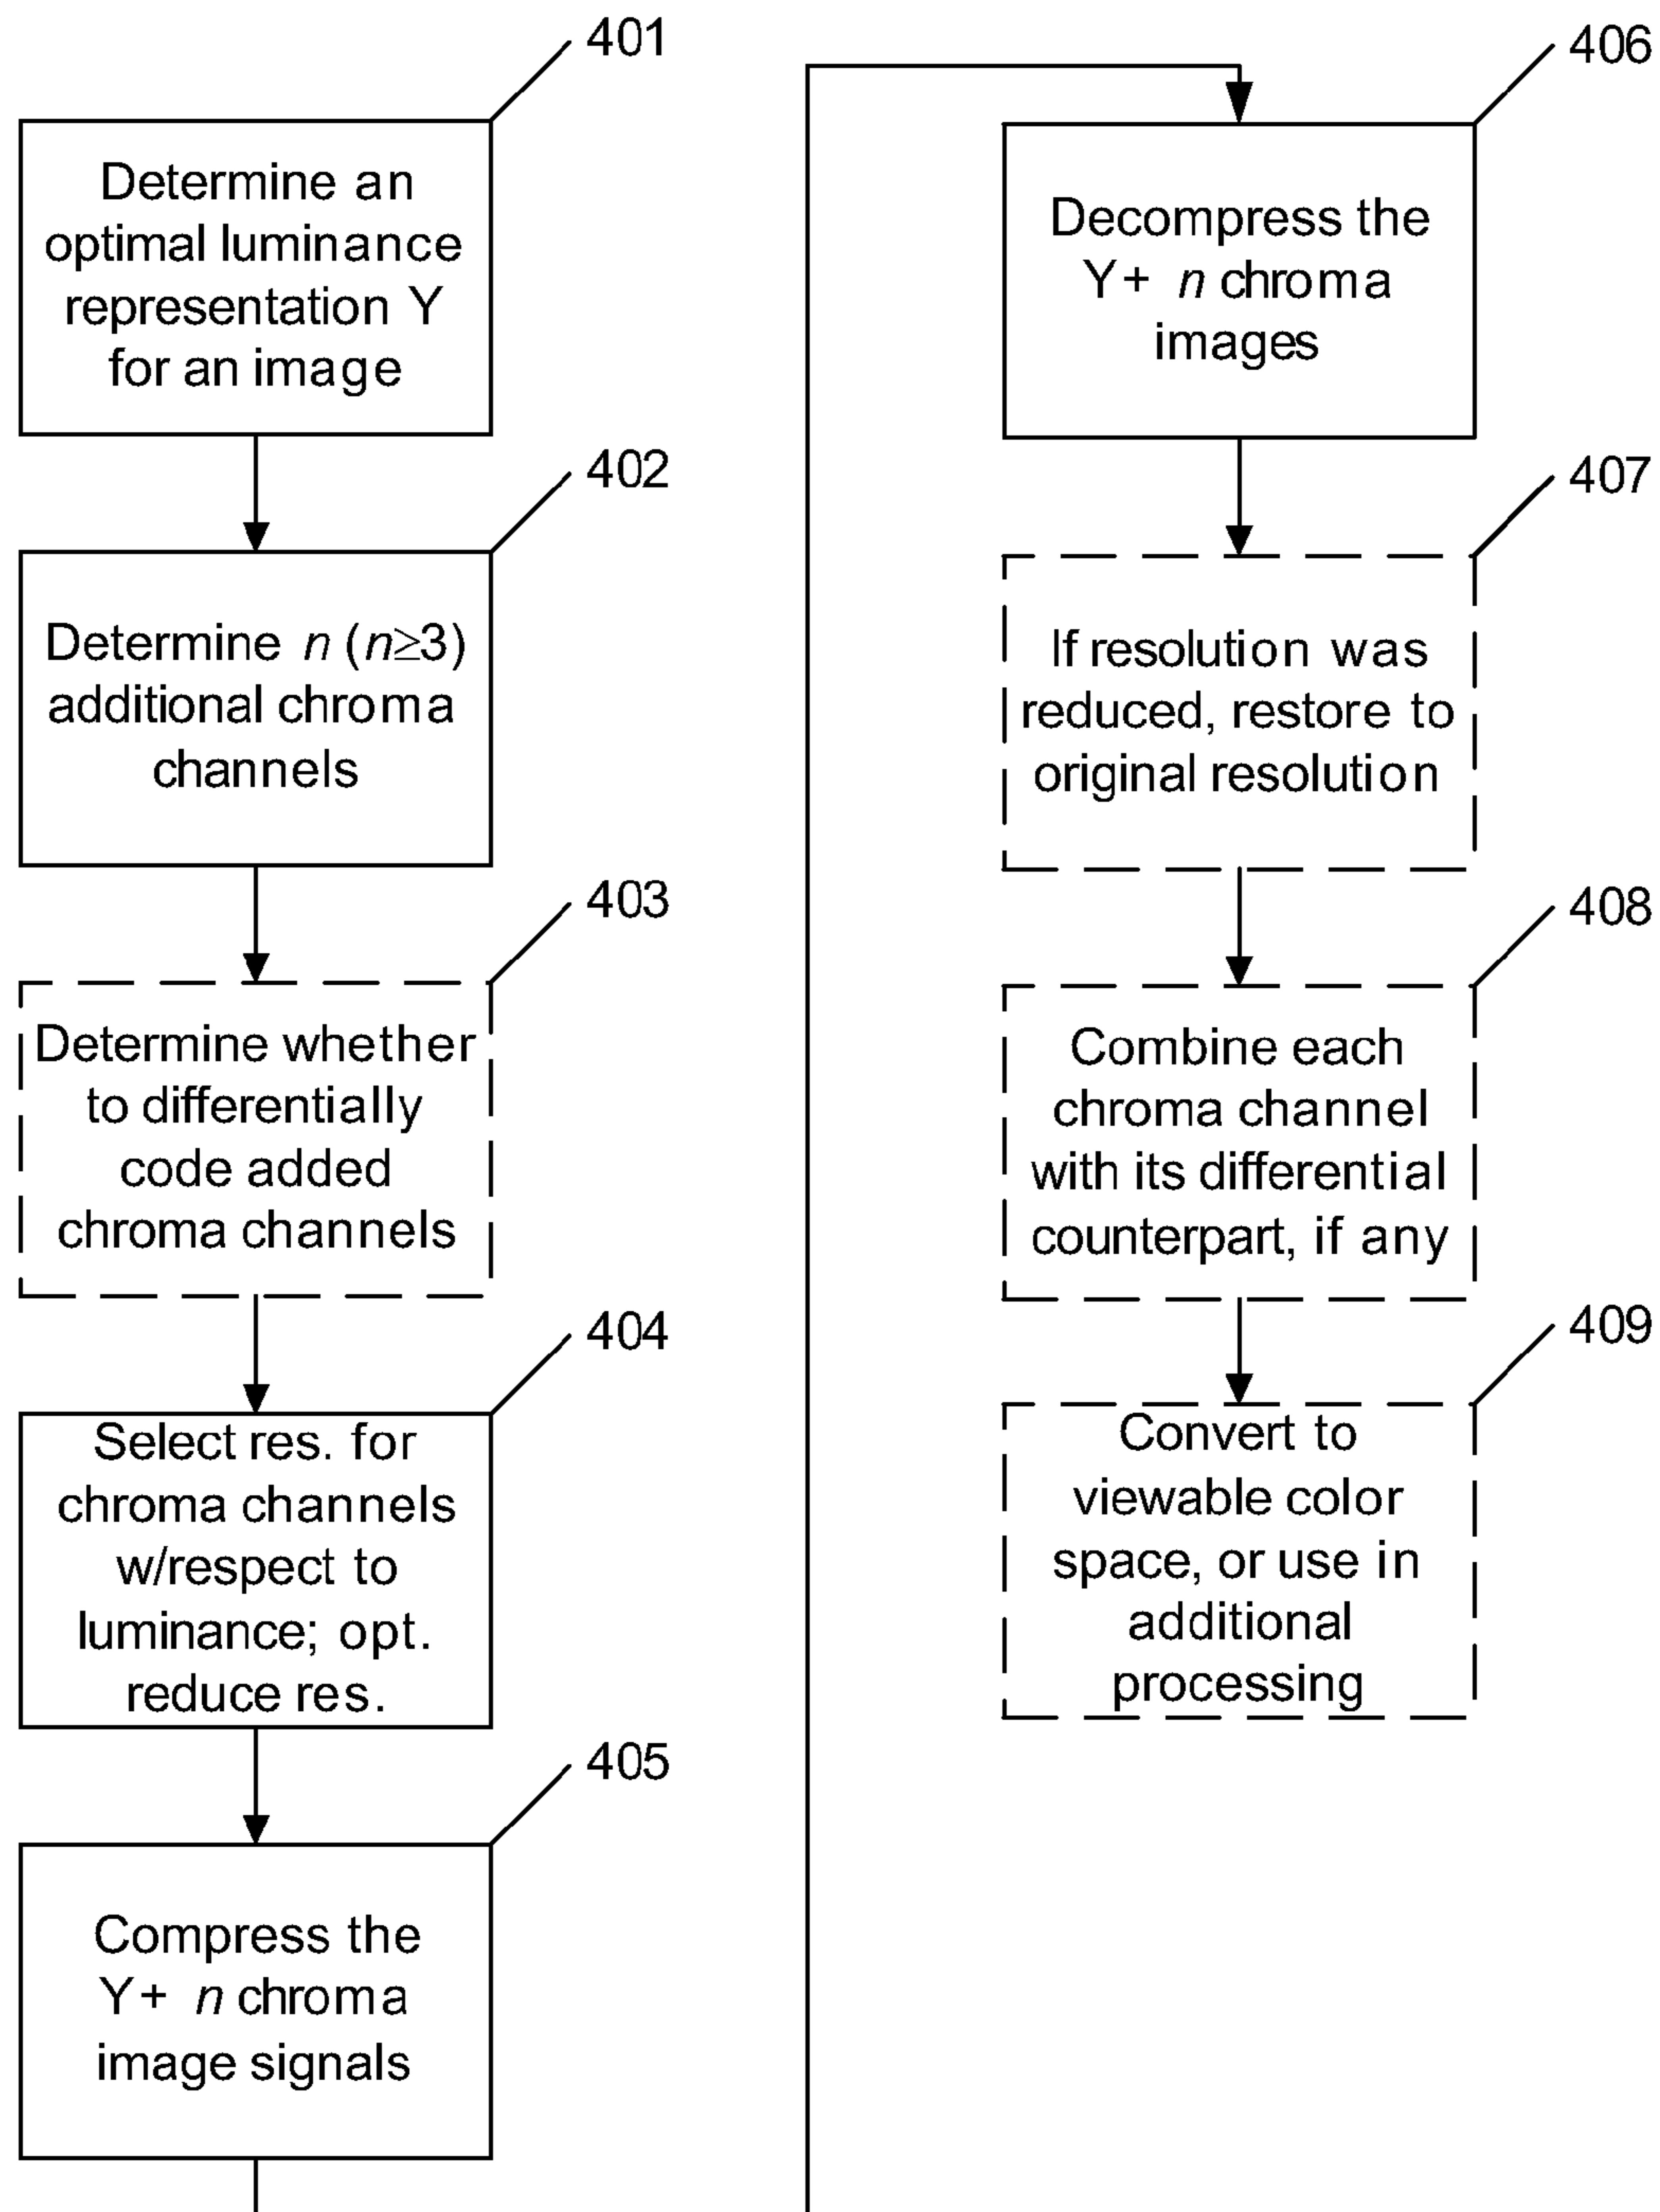 401
Determine an
optimal luminance
representation Y
for an image
402
Determine n (n≥3)
additional chroma
channels
403
Determine whether
to differentially
code added
chroma channels
404
Select res. for
chroma channels
w/respect to
luminance; opt.
reduce res.
405
Compress the
Y+ n chroma
image signals
406
Decompress the
Y+ n chroma
images
407
If resolution was
reduced, restore to
original resolution
408
Combine each
chroma channel
with its differential
counterpart, if any
409
Convert to
viewable color
space, or use in
additional
processing